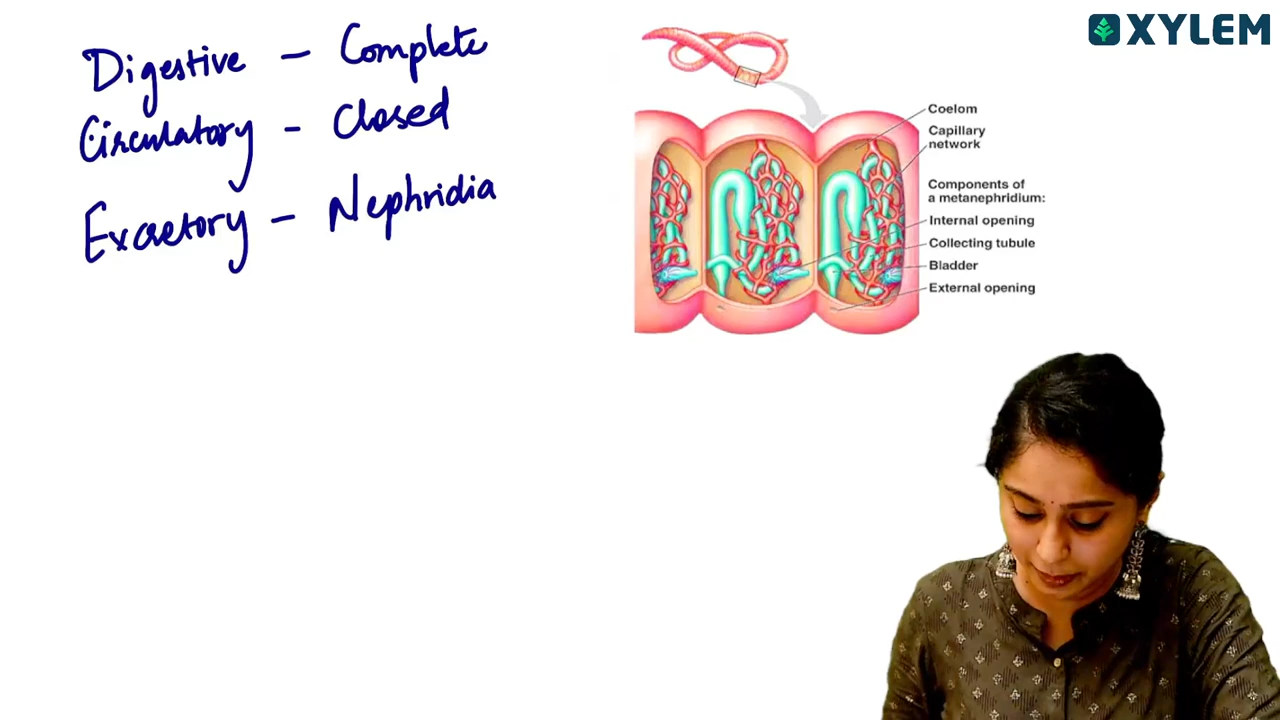 Digestive – Complete
Circulatory – Closed
Excretory – Nephridia
XYLEM
Coelom
Capillary
network
Components of
a metanephridium:
Internal opening
Collecting tubule
Bladder
External opening